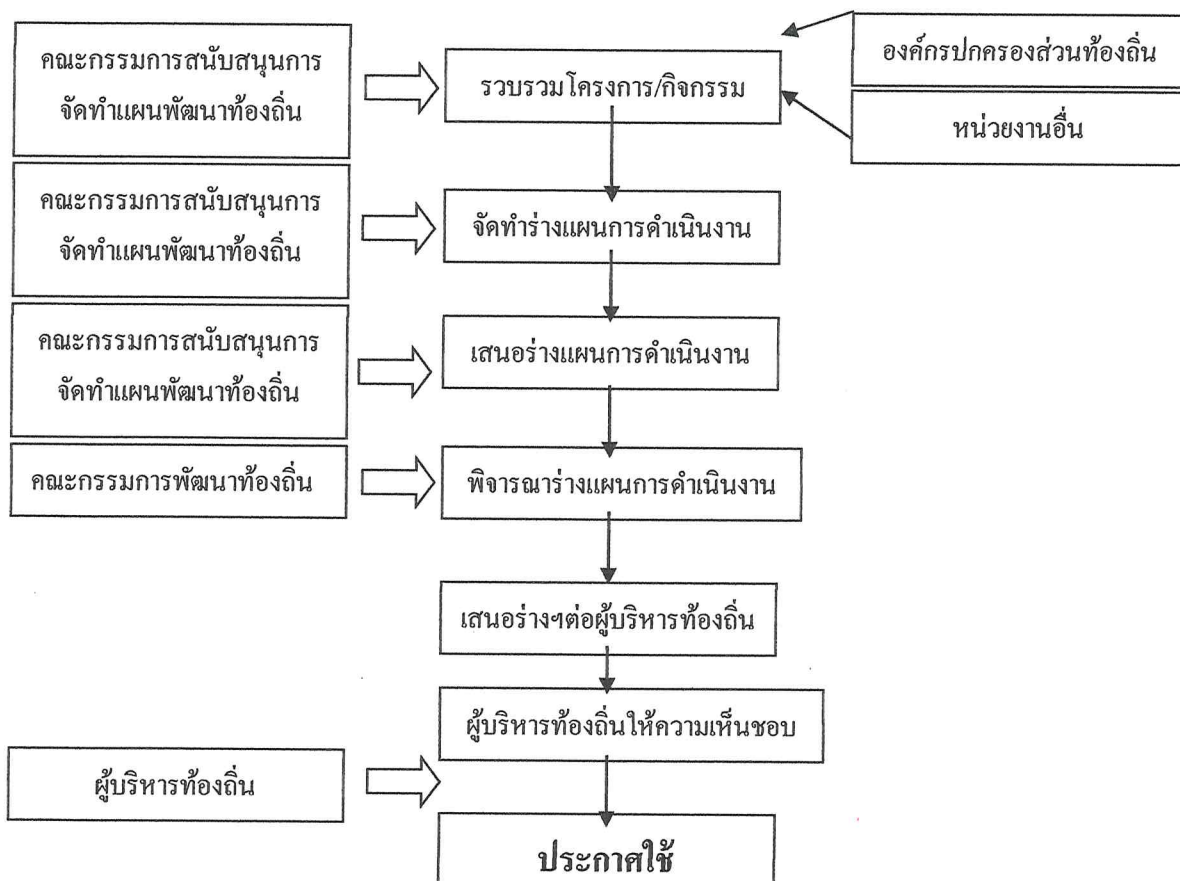 คณะกรรมการสนับสนุนการ
จัดทำแผนพัฒนาท้องถิ่น
รวบรวมโครงการ/กิจกรรม
องค์กรปกครองส่วนท้องถิ่น
หน่วยงานอื่น
คณะกรรมการสนับสนุนการ
จัดทำแผนพัฒนาท้องถิ่น
จัดทำร่างแผนการดำเนินงาน
คณะกรรมการสนับสนุนการ
จัดทำแผนพัฒนาท้องถิ่น
เสนอร่างแผนการดำเนินงาน
คณะกรรมการพัฒนาท้องถิ่น
พิจารณาร่างแผนการดำเนินงาน
เสนอร่างฯต่อผู้บริหารท้องถิ่น
ผู้บริหารท้องถิ่นให้ความเห็นชอบ
ผู้บริหารท้องถิ่น
ประกาศใช้